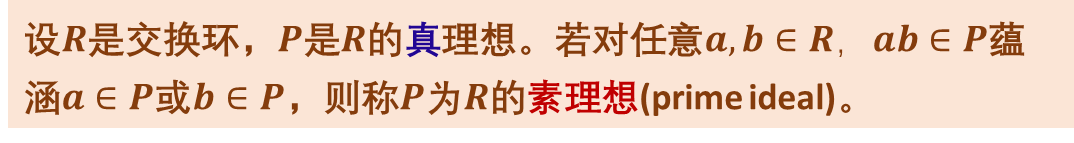 设R是交换环，P是R的真理想。若对任意a, b ∈ R,  ab ∈ P蕴
涵a ∈ P或b ∈ P，则称P为R的素理想(prime ideal)。